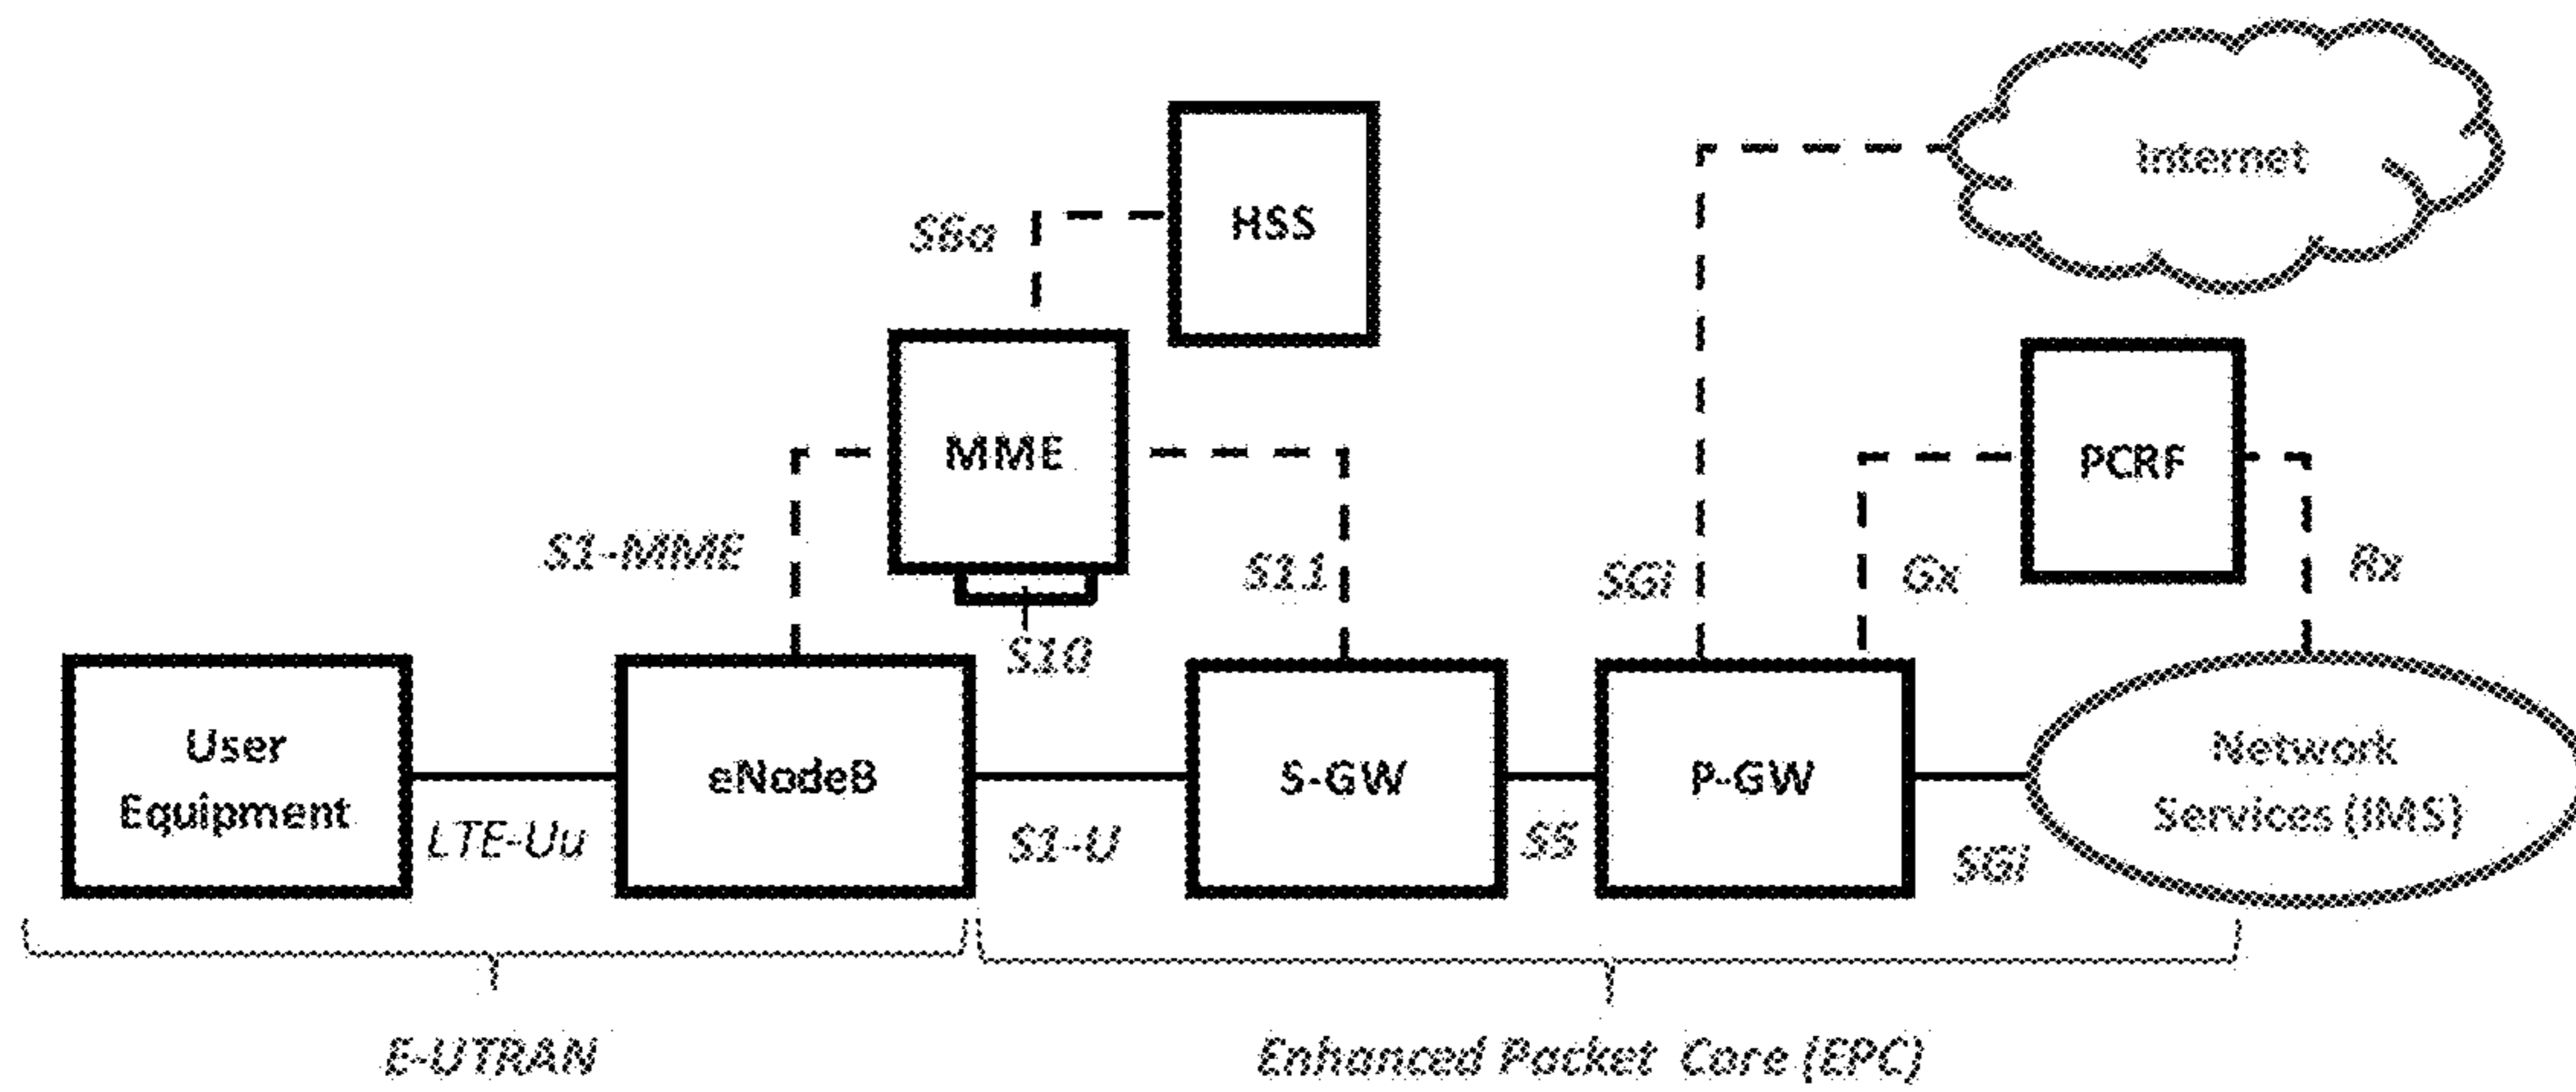 Internet
HSS
S6a
MME
PCRF
S1-MME
S11
SGi
Gx
Rx
S10
User
Equipment
eNodeB
S-GW
P-GW
Network
Services (IMS)
LTE-Uu
S1-U
S5
SGi
E-UTRAN
Enhanced Packet Core (EPC)